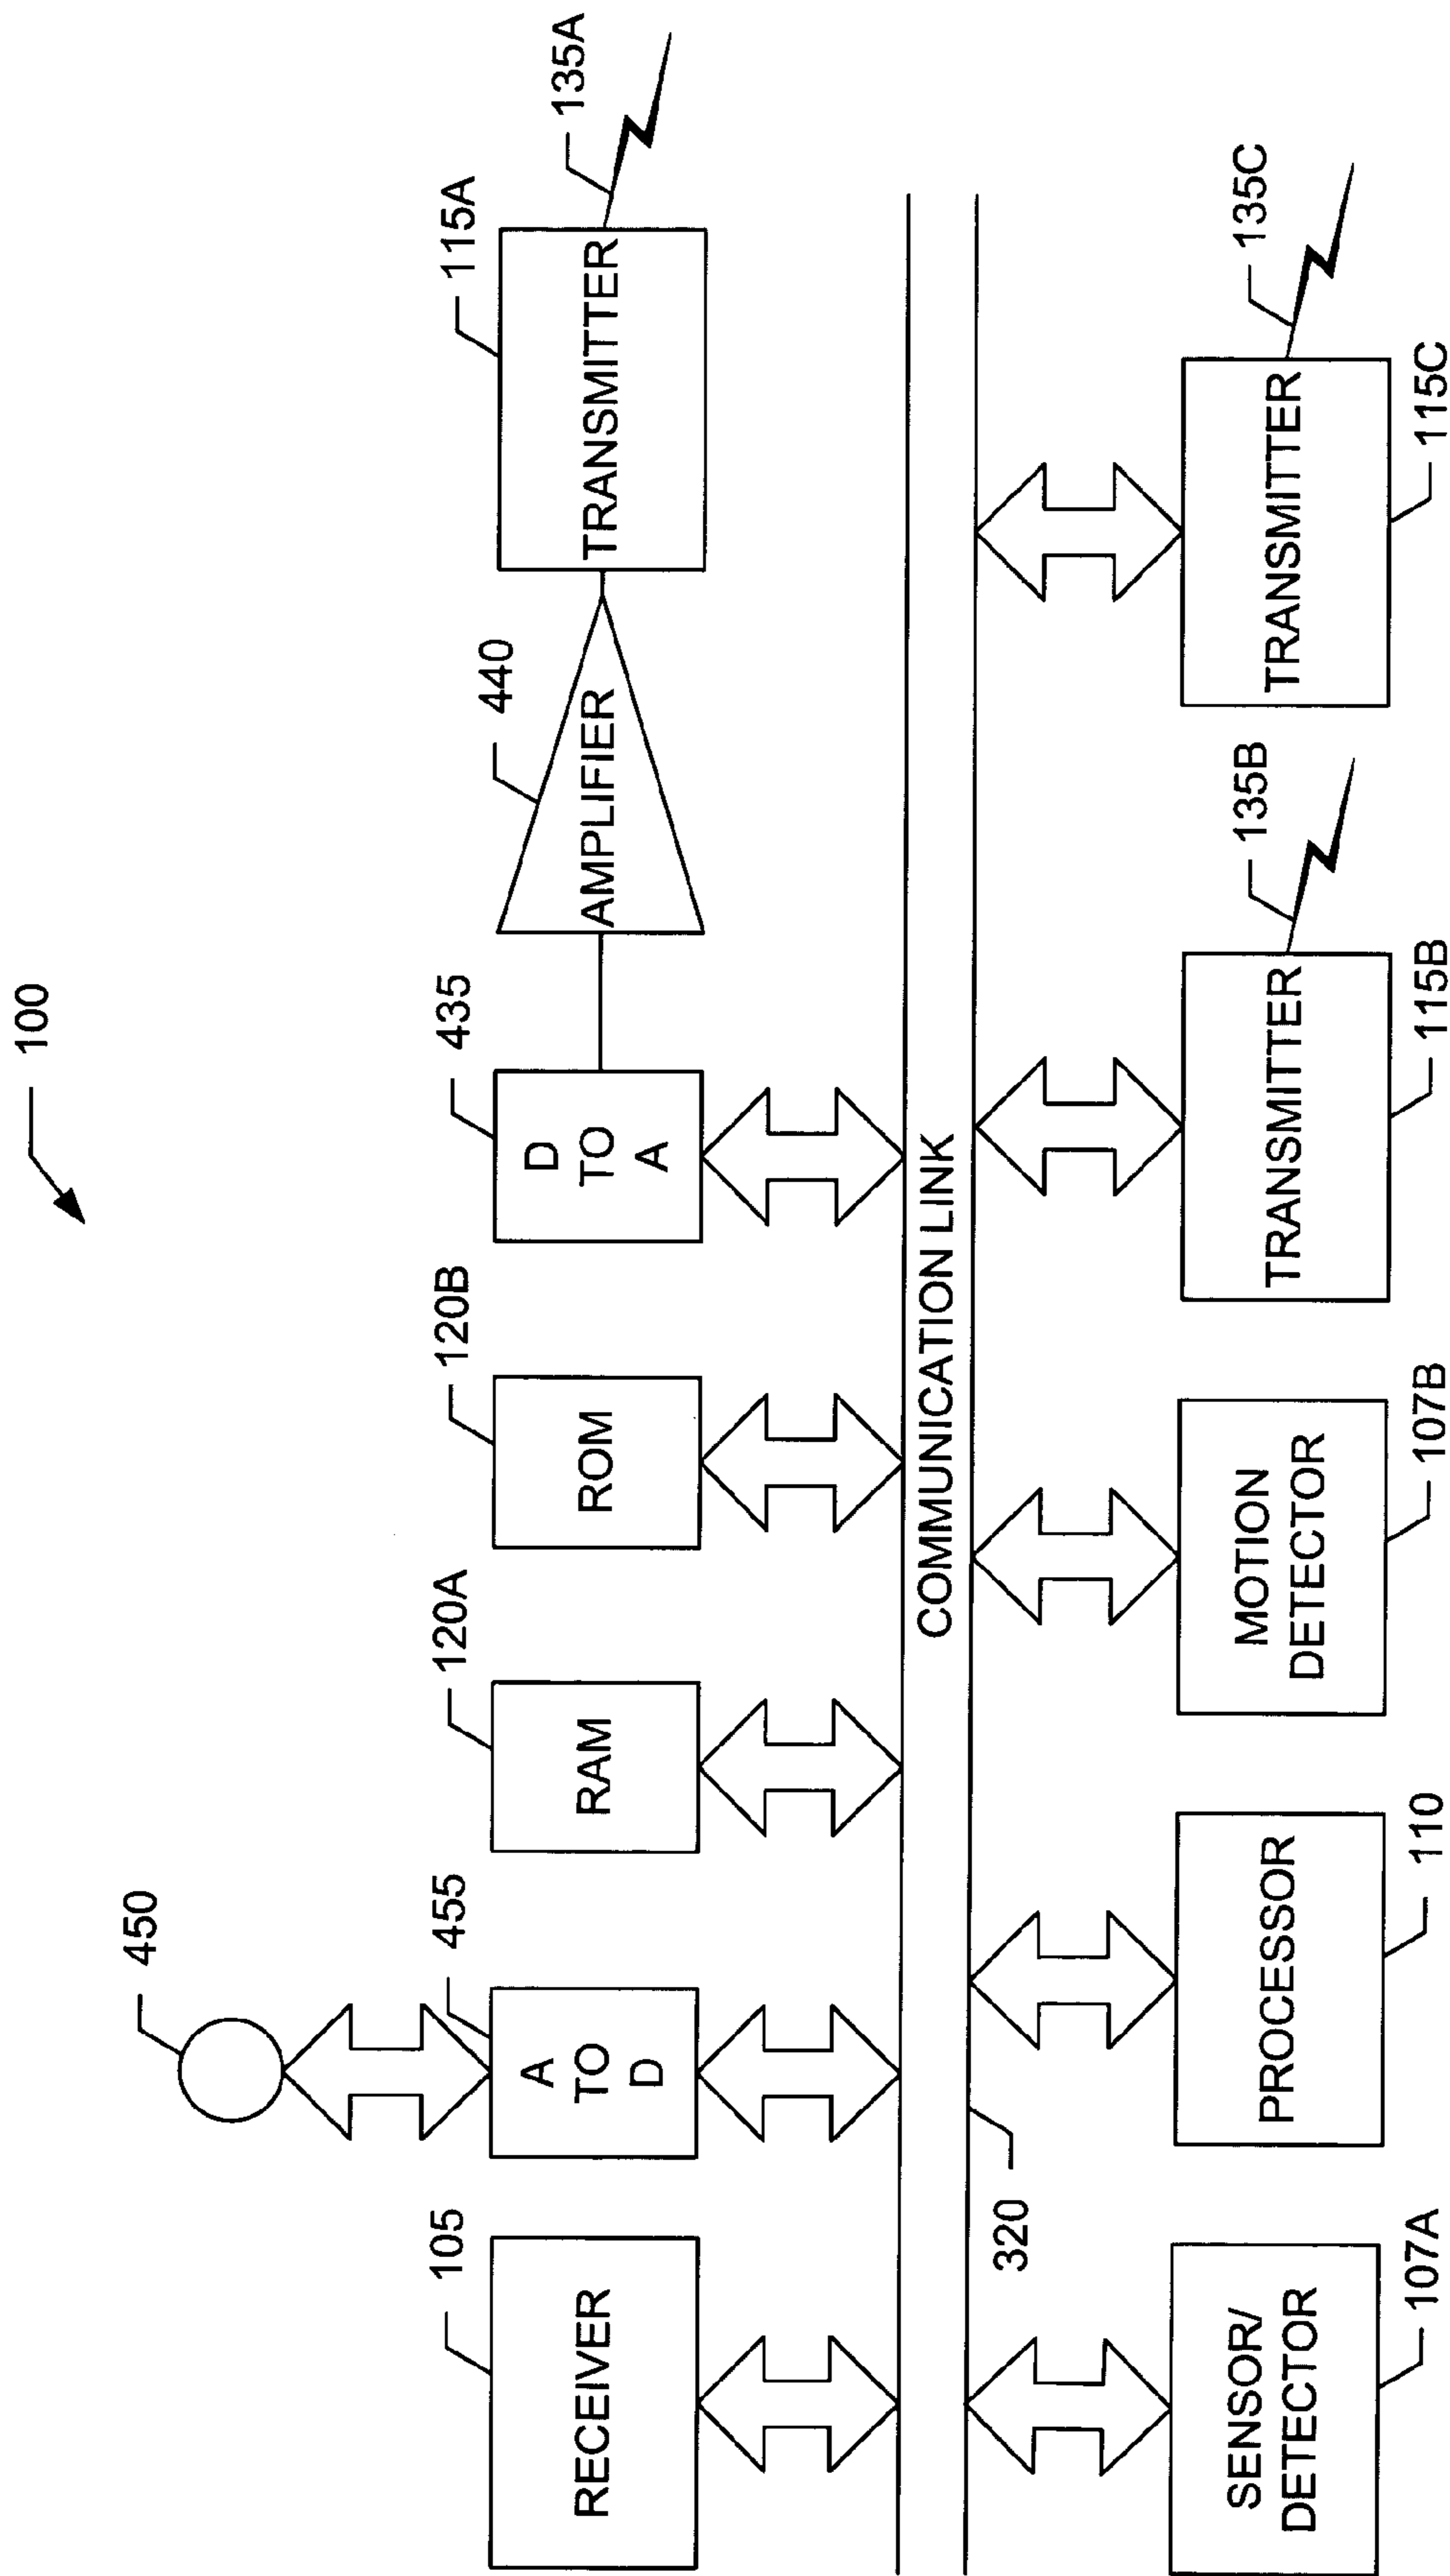 100
450
105
RECEIVER
455
A
TO
D
120A
RAM
120B
ROM
435
D
TO
A
440
AMPLIFIER
115A
TRANSMITTER
135A
COMMUNICATION LINK
320
SENSOR/
DETECTOR
107A
PROCESSOR
110
MOTION
DETECTOR
107B
TRANSMITTER
115B
135B
TRANSMITTER
115C
135C